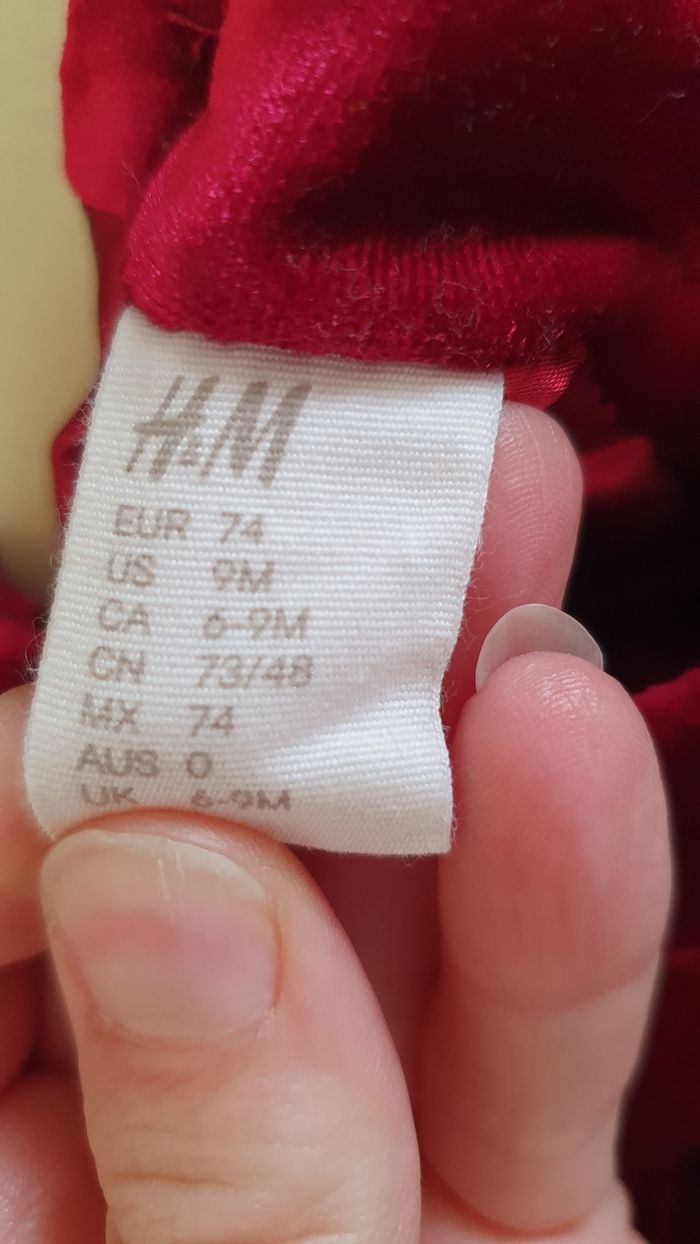 H&M
EUR 74
US 9M
CA 6-9M
CN 73/48
MX 74
AUS 0
UK 6-9M